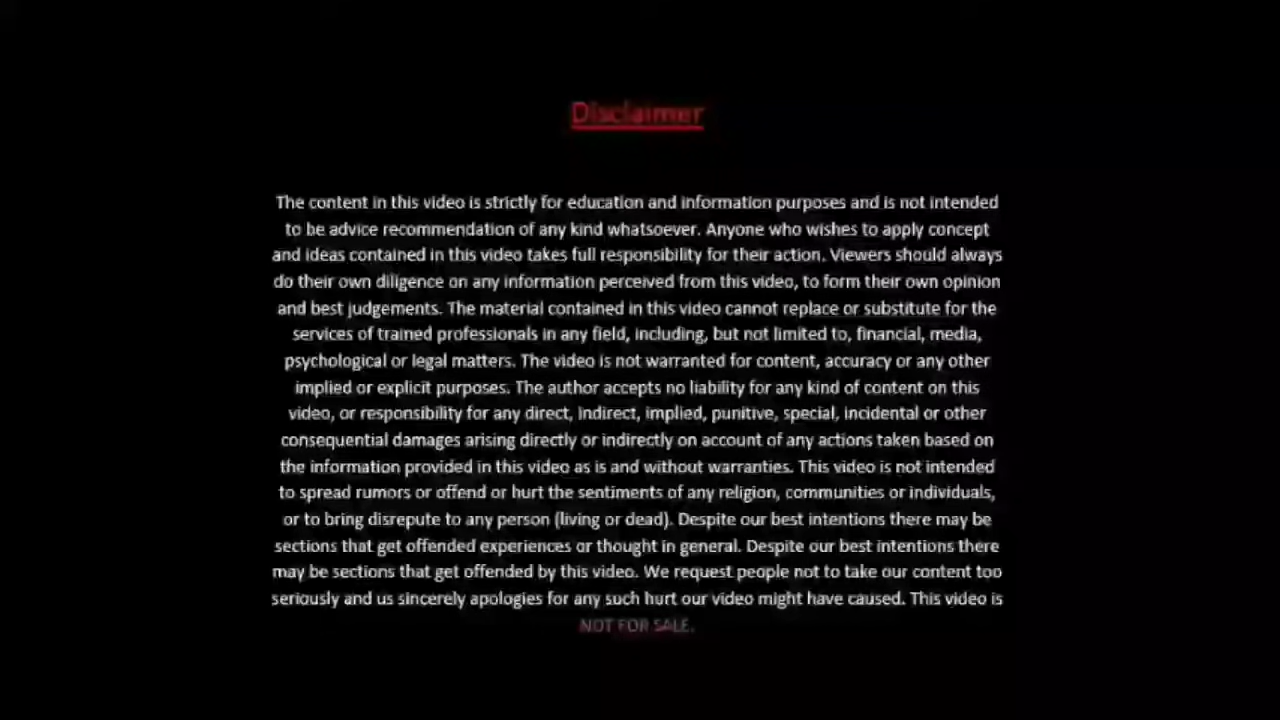 Disclaimer
The content in this video is strictly for education and information purposes and is not intended
to be advice recommendation of any kind whatsoever. Anyone who wishes to apply concept
and ideas contained in this video takes full responsibility for their action. Viewers should always
do their own diligence on any information perceived from this video, to form their own opinion
and best judgements. The material contained in this video cannot replace or substitute for the
services of trained professionals in any field, including, but not limited to, financial, media,
psychological or legal matters. The video is not warranted for content, accuracy or any other
implied or explicit purposes. The author accepts no liability for any kind of content on this
video, or responsibility for any direct, indirect, implied, punitive, special, incidental or other
consequential damages arising directly or indirectly on account of any actions taken based on
the information provided in this video as is and without warranties. This video is not intended
to spread rumors or offend or hurt the sentiments of any religion, communities or individuals,
or to bring disrepute to any person (living or dead). Despite our best intentions there may be
sections that get offended experiences or thought in general. Despite our best intentions there
may be sections that get offended by this video. We request people not to take our content too
seriously and us sincerely apologies for any such hurt our video might have caused. This video is
NOT FOR SALE.